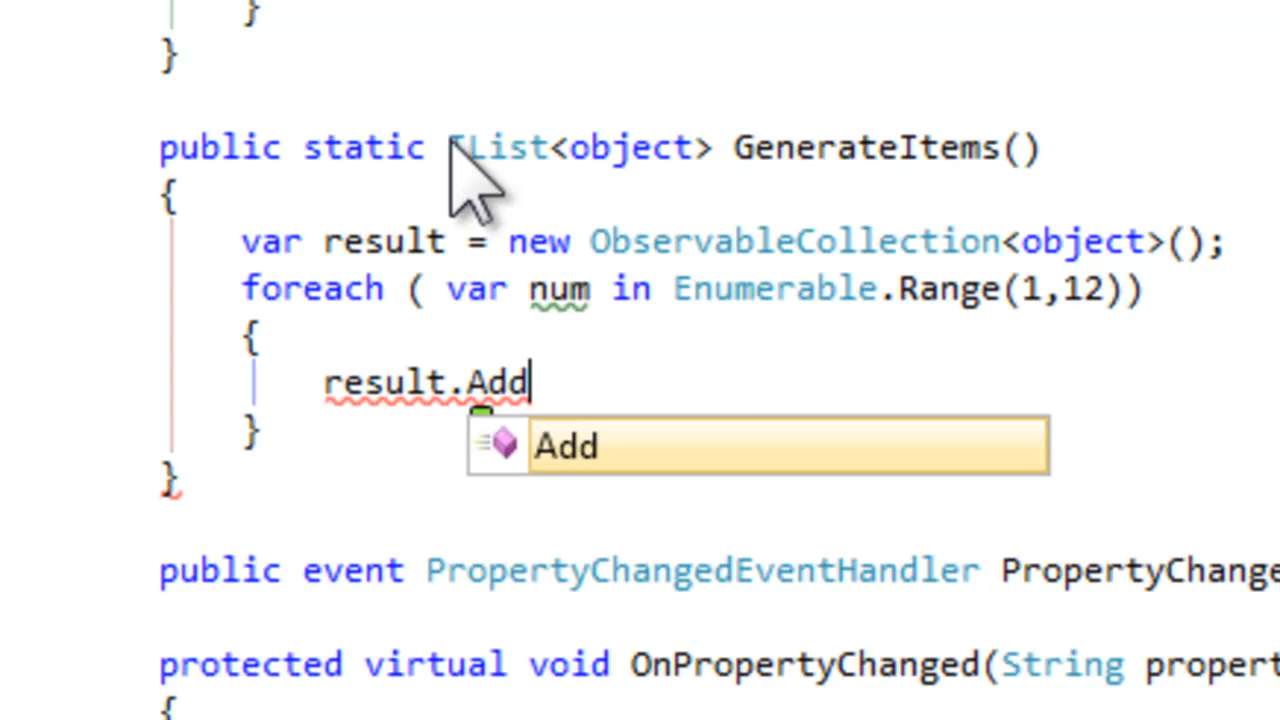 }
}
public static IList<object> GenerateItems()
{
var result = new ObservableCollection<object>();
foreach ( var num in Enumerable.Range(1,12))
{
result.Add
Add
}
}
public event PropertyChangedEventHandler PropertyChange
protected virtual void OnPropertyChanged(String propert
{